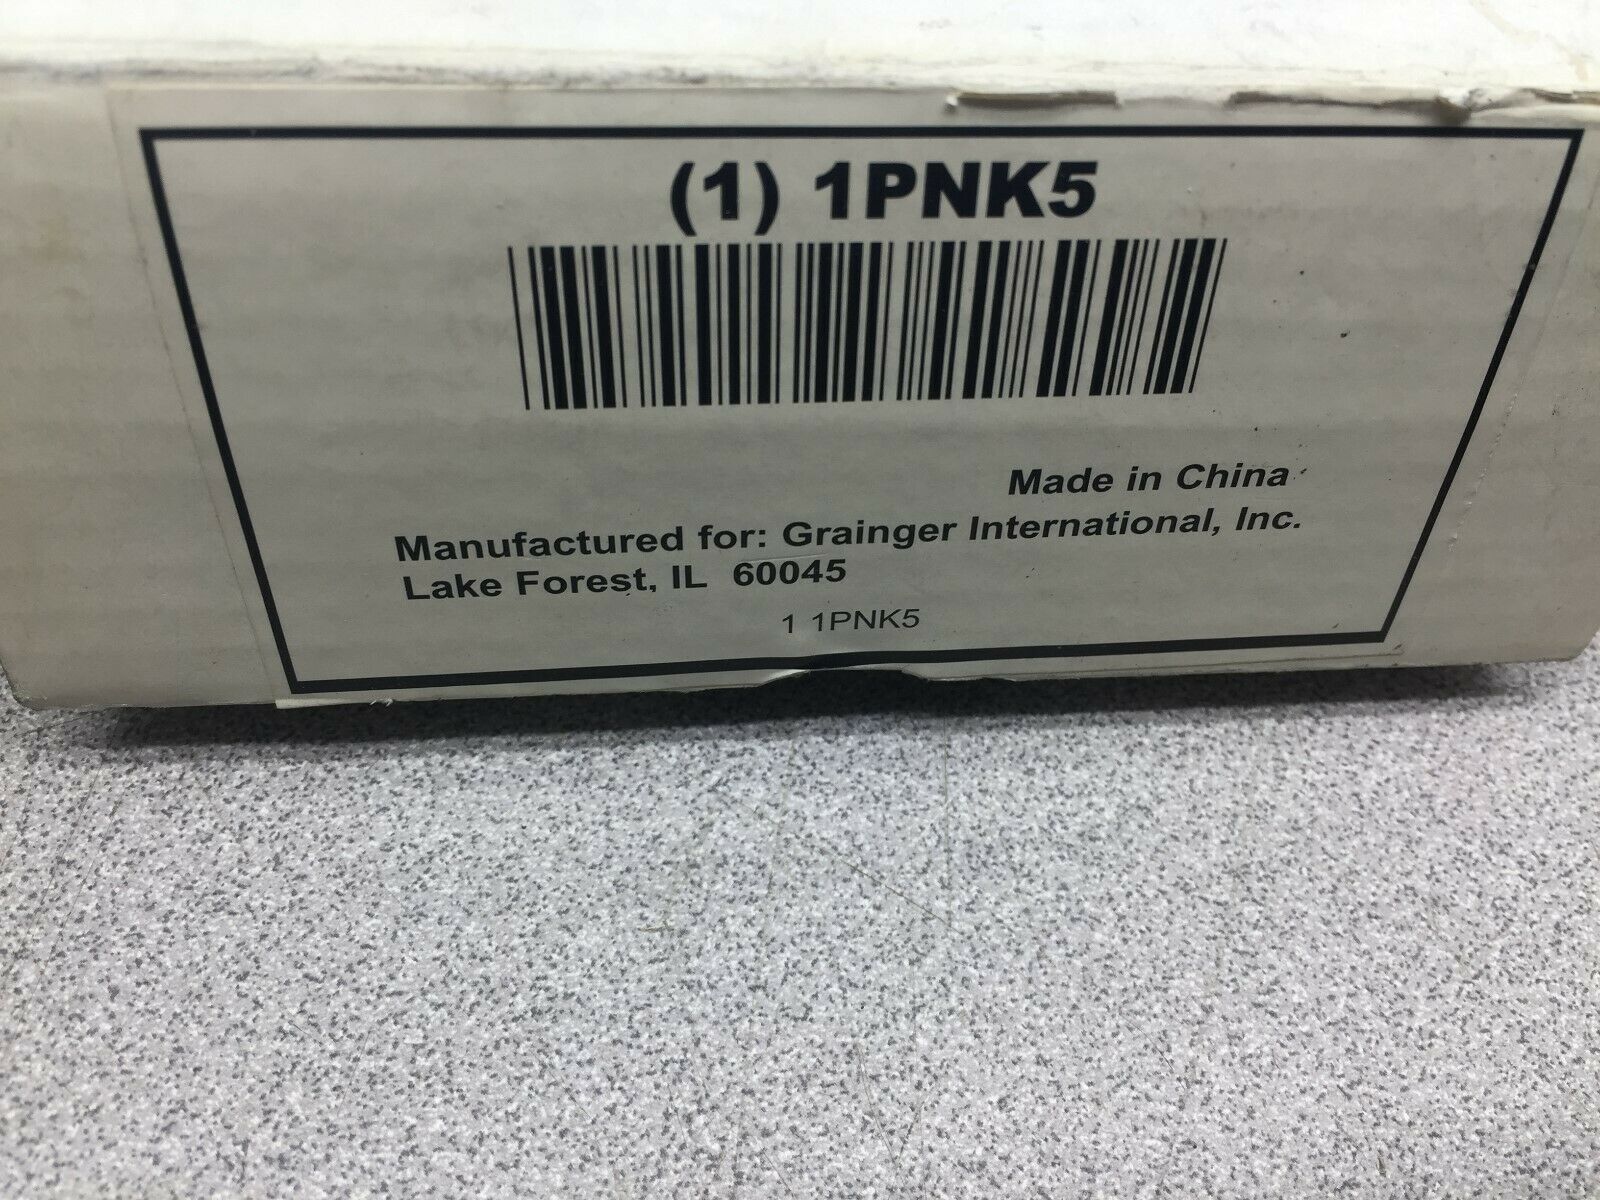 (1) 1PNK5
Made in China
Manufactured for: Grainger International, Inc.
Lake Forest, IL 60045
1 1PNK5